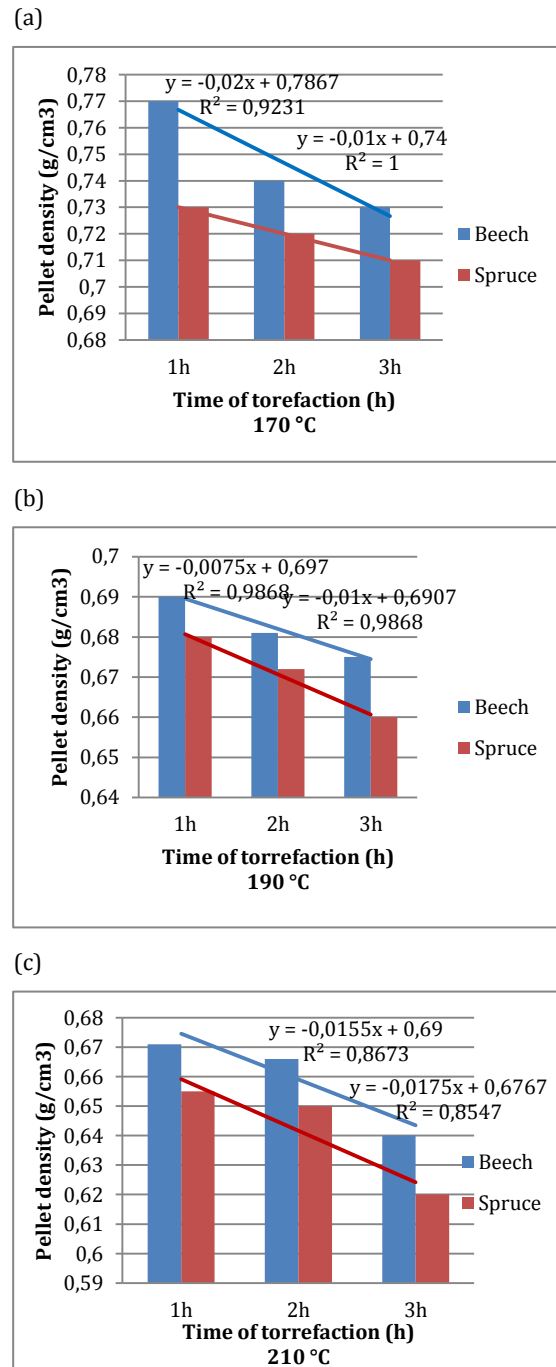 (a)
0,78
0,77
0,76
0,75
0,74
0,73
0,72
0,71
0,7
0,69
0,68
Pellet density (g/cm3)
y = -0,02x + 0,7867
R² = 0,9231
y = -0,01x + 0,74
R² = 1
Beech
Spruce
1h 2h 3h
Time of torefaction (h)
170 °C
(b)
0,7
0,69
0,68
0,67
0,66
0,65
0,64
Pellet density (g/cm3)
y = -0,0075x + 0,697
R² = 0,9868
y = -0,01x + 0,6907
R² = 0,9868
Beech
Spruce
1h 2h 3h
Time of torrefaction (h)
190 °C
(c)
0,68
0,67
0,66
0,65
0,64
0,63
0,62
0,61
0,6
0,59
Pellet density (g/cm3)
y = -0,0155x + 0,69
R² = 0,8673
y = -0,0175x + 0,6767
R² = 0,8547
Beech
Spruce
1h 2h 3h
Time of torrefaction (h)
210 °C